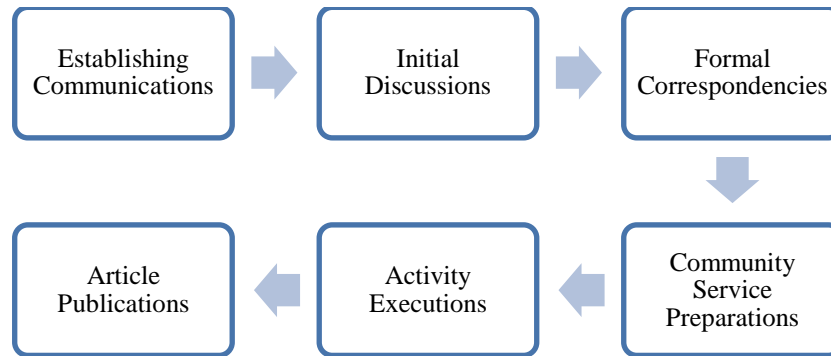 Establishing
Communications
Initial
Discussions
Formal
Correspondencies
Community
Service
Preparations
Activity
Executions
Article
Publications